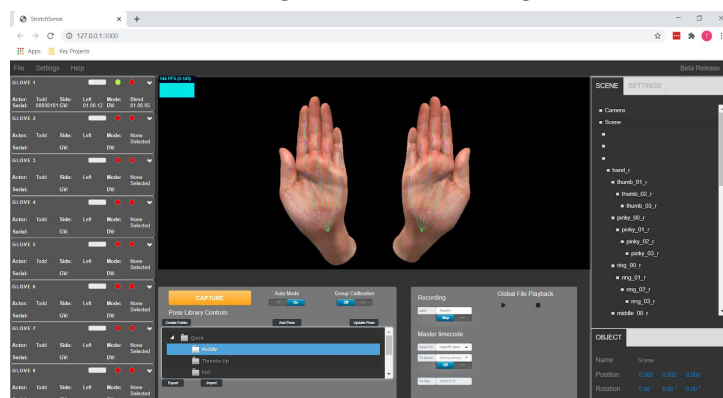 StretchSense
127.0.0.1:3000
Apps Key Projects
File Settings Help Beta Release
GLOVE 1
Actor: Todd Side: Left Mode: Blend
Serial: 00000101 GV: 01.00.12 DV: 01.00.05
GLOVE 2
Actor: Todd Side: Left Mode: None Selected
Serial: GV: DV:
GLOVE 3
Actor: Todd Side: Left Mode: None Selected
Serial: GV: DV:
GLOVE 4
Actor: Todd Side: Left Mode: None Selected
Serial: GV: DV:
GLOVE 5
Actor: Todd Side: Left Mode: None Selected
Serial: GV: DV:
GLOVE 6
Actor: Todd Side: Left Mode: None Selected
Serial: GV: DV:
GLOVE 7
Actor: Todd Side: Left Mode: None Selected
Serial: GV: DV:
GLOVE 8
Actor: Todd Side: Left Mode: None
CAPTURE
Auto Mode
On
Group Calibration
Off
Pose Library Controls
Create Folder Add Pose Update Pose
Quick
Paddle
Thumbs Up
Fist
Export Import
Recording
Label
Stop
Master timecode
Off
Global File Playback
SCENE SETTINGS
Camera
Scene
hand_r
thumb_01_r
thumb_02_r
thumb_03_r
pinky_00_r
pinky_01_r
pinky_02_r
pinky_03_r
ring_00_r
ring_01_r
ring_02_r
ring_03_r
middle_00_r
OBJECT
Name Scene
Position 0.000 0.000 0.000
Rotation 0.00 ° 0.00 ° 0.00 °